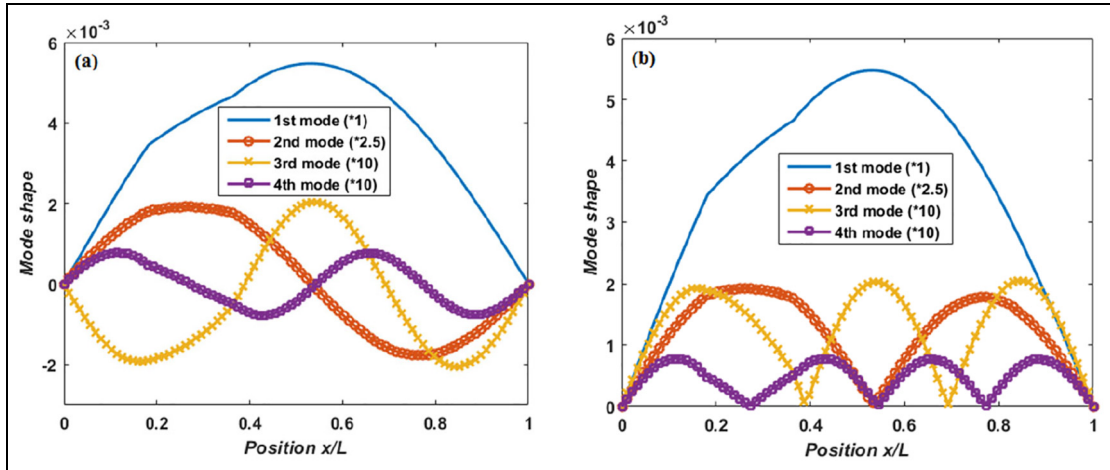 ×10⁻³
(a)
6
4
2
0
-2
Mode shape
1st mode (*1)
2nd mode (*2.5)
3rd mode (*10)
4th mode (*10)
0 0.2 0.4 0.6 0.8 1
Position x/L
×10⁻³
(b)
6
5
4
3
2
1
0
Mode shape
1st mode (*1)
2nd mode (*2.5)
3rd mode (*10)
4th mode (*10)
0 0.2 0.4 0.6 0.8 1
Position x/L